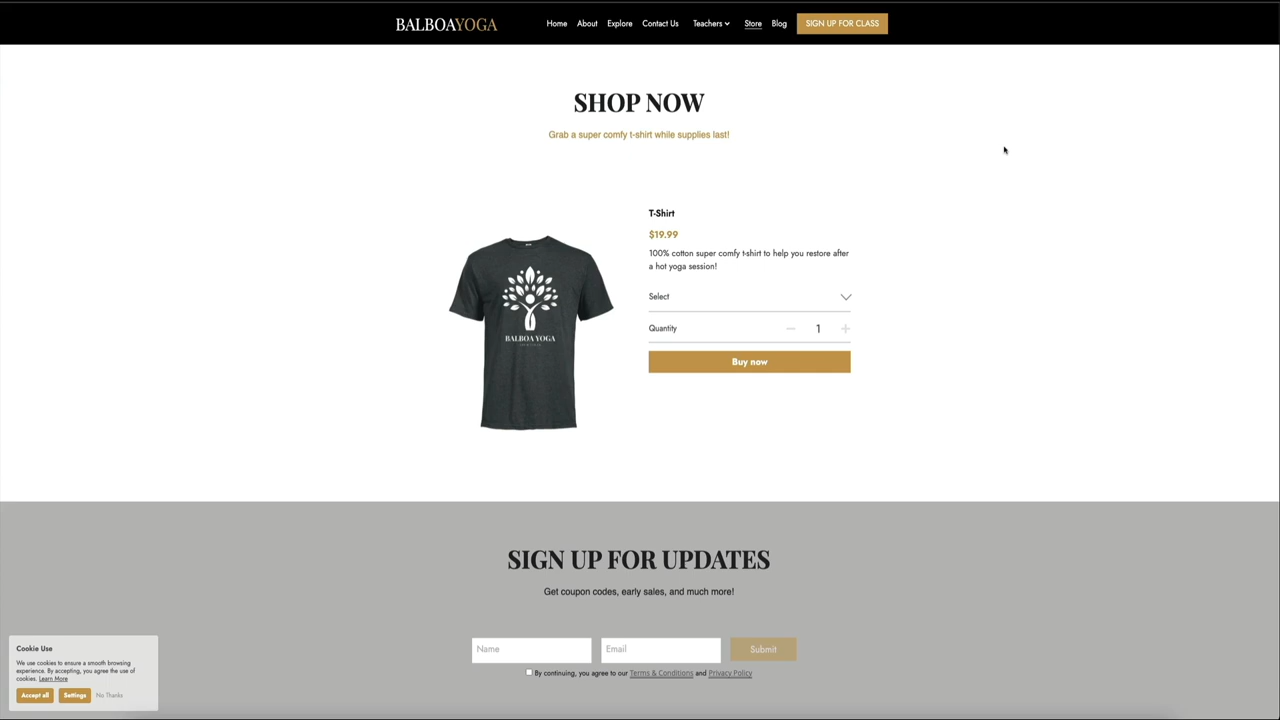 BALBOAYOGA
Home About Explore Contact Us Teachers Store Blog SIGN UP FOR CLASS
SHOP NOW
Grab a super comfy t-shirt while supplies last!
T-Shirt
$19.99
100% cotton super comfy t-shirt to help you restore after
a hot yoga session!
Select
Quantity 1
Buy now
BALBOA YOGA
SIGN UP FOR UPDATES
Get coupon codes, early sales, and much more!
Name Email Submit
By continuing, you agree to our Terms & Conditions and Privacy Policy
Cookie Use
We use cookies to ensure a smooth browsing
experience. By accepting, you agree the use of
cookies. Learn More
Accept all Settings No Thanks